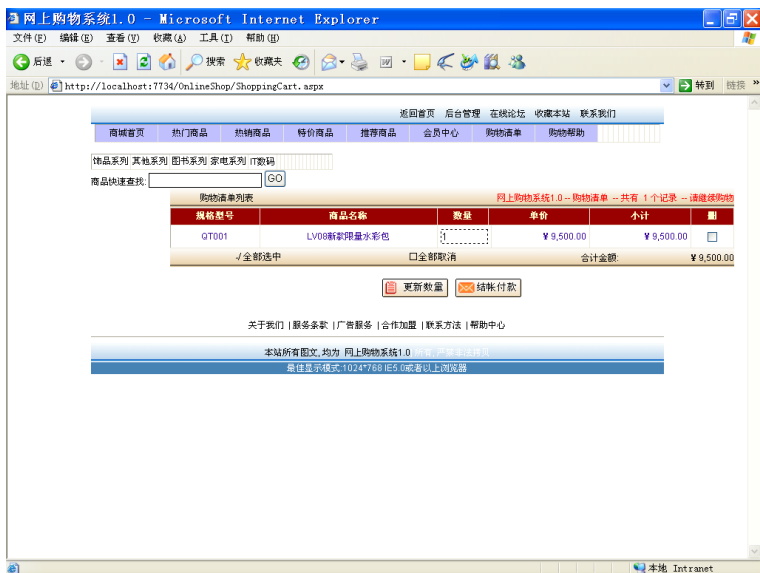 网上购物系统1.0 - Microsoft Internet Explorer
文件(F) 编辑(E) 查看(V) 收藏(A) 工具(T) 帮助(H)
后退 搜索 收藏夹
地址(D) http://localhost:7734/OnlineShop/ShoppingCart.aspx 转到 链接 »
返回首页 后台管理 在线论坛 收藏本站 联系我们
商城首页 热门商品 热销商品 特价商品 推荐商品 会员中心 购物清单 购物帮助
饰品系列 其他系列 图书系列 家电系列 IT数码
商品快速查找: GO
购物清单列表 网上购物系统1.0 -- 购物清单 -- 共有 1 个记录 -- 请继续购物
规格型号 商品名称 数量 单价 小计 删
QT001 LV08新款限量水彩包 1 ¥ 9,500.00 ¥ 9,500.00
√全部选中 口全部取消 合计金额: ¥ 9,500.00
更新数量 结帐付款
关于我们 | 服务条款 | 广告服务 | 合作加盟 | 联系方法 | 帮助中心
本站所有图文,均为 网上购物系统1.0 所有,严禁非法拷贝
最佳显示模式:1024*768 IE5.0或者以上浏览器
本地 Intranet